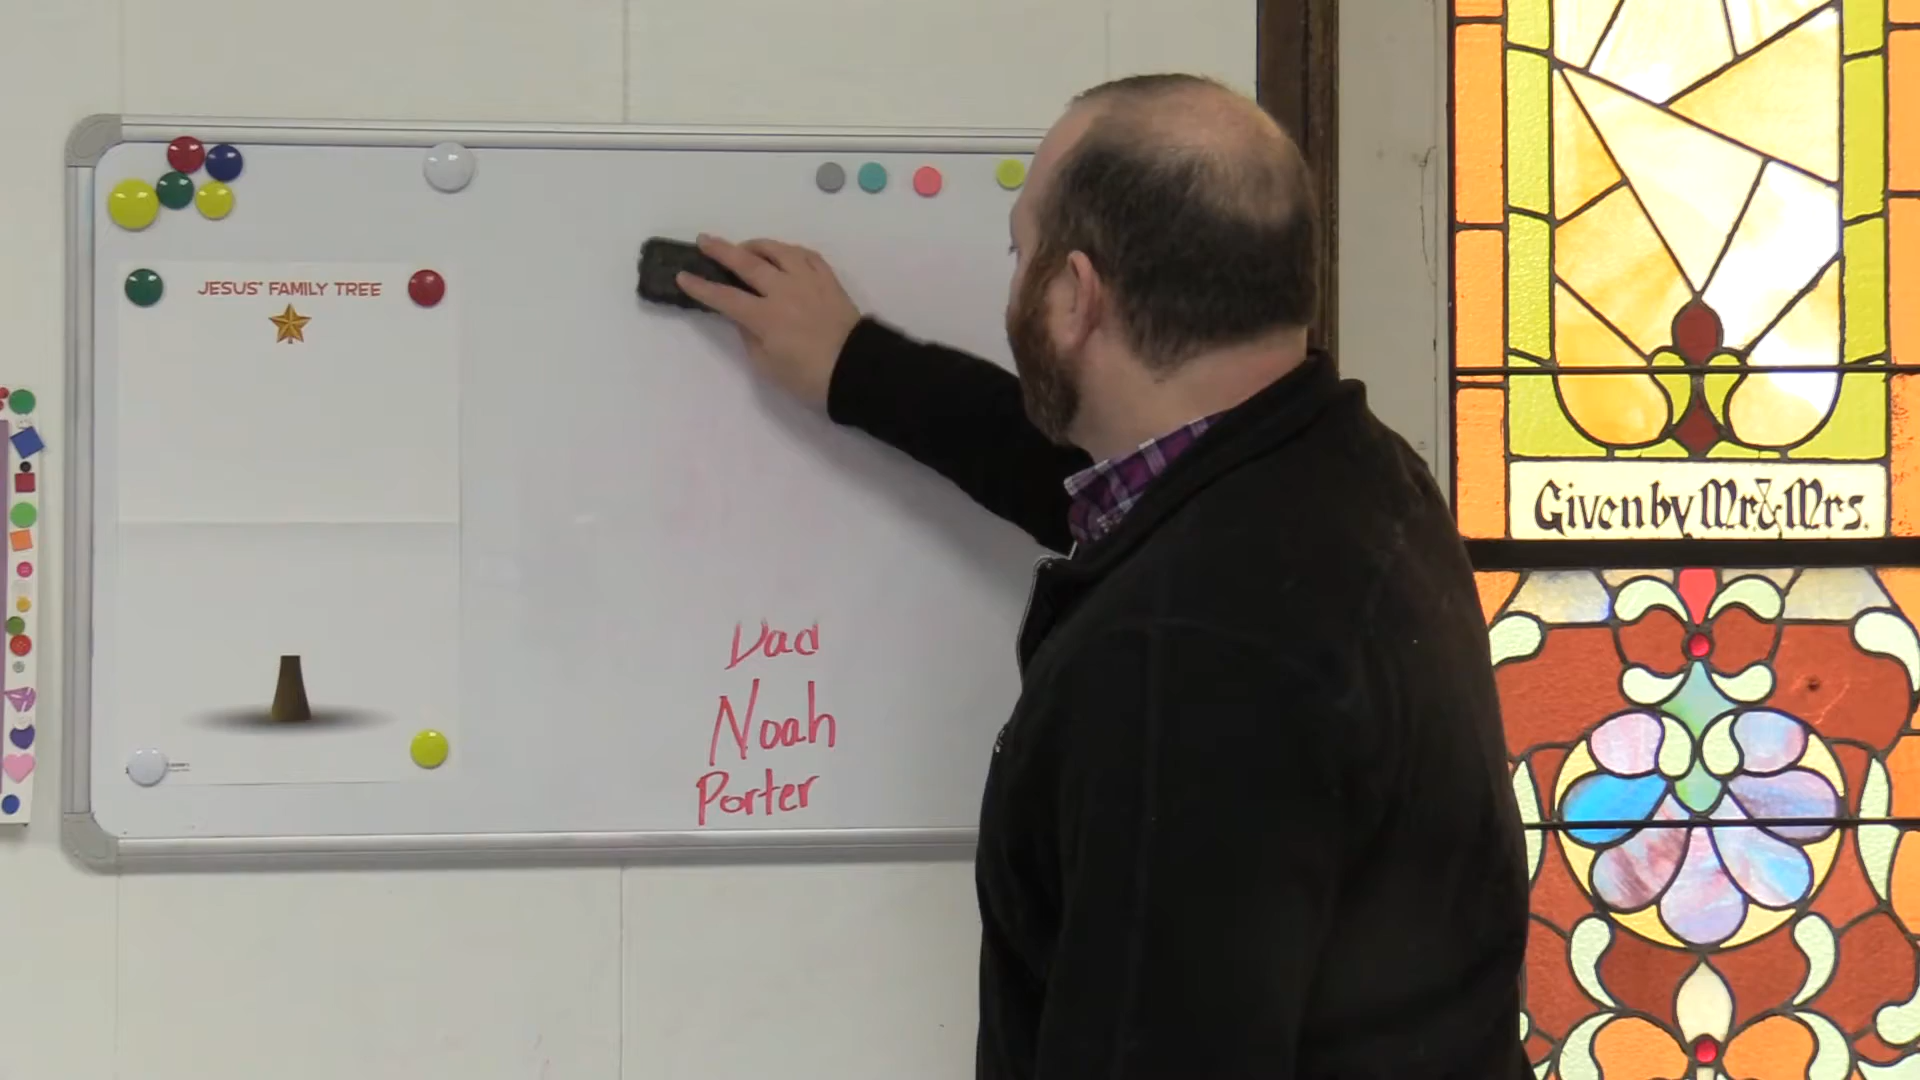 JESUS' FAMILY TREE
Dad
Noah
Porter
Given by Mr & Mrs.